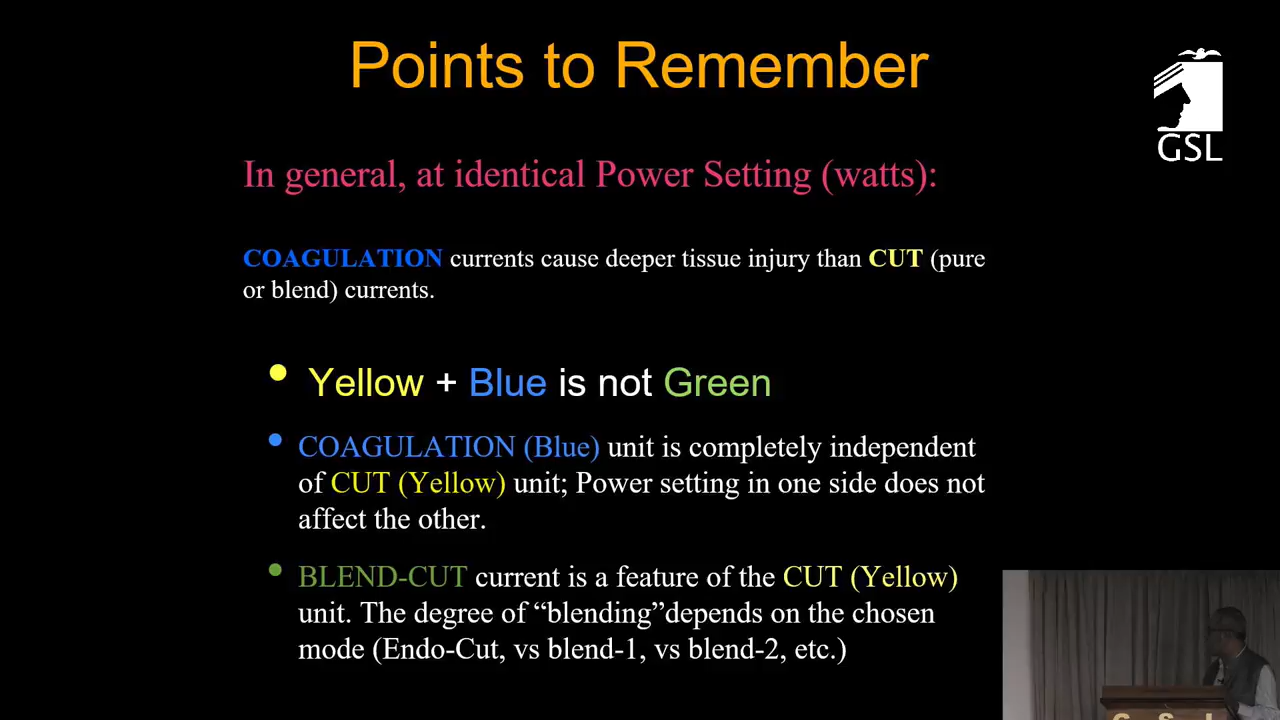 Points to Remember
GSL
In general, at identical Power Setting (watts):
COAGULATION currents cause deeper tissue injury than CUT (pure
or blend) currents.
• Yellow + Blue is not Green
• COAGULATION (Blue) unit is completely independent
of CUT (Yellow) unit; Power setting in one side does not
affect the other.
• BLEND-CUT current is a feature of the CUT (Yellow)
unit. The degree of “blending”depends on the chosen
mode (Endo-Cut, vs blend-1, vs blend-2, etc.)
G S L